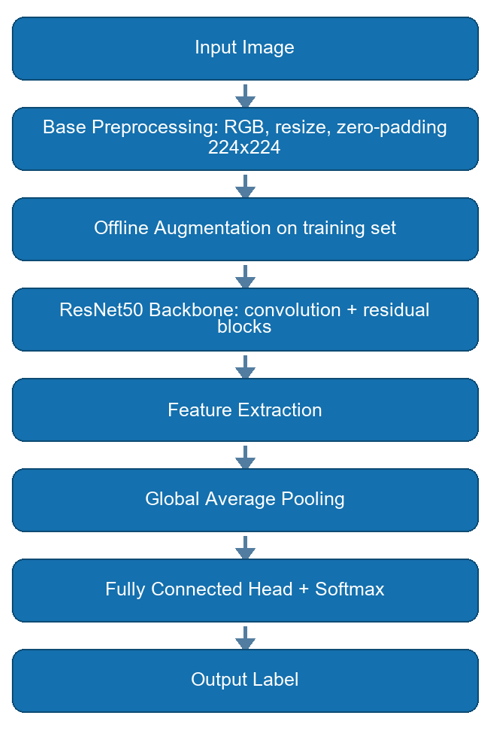 Input Image
Base Preprocessing: RGB, resize, zero-padding
224x224
Offline Augmentation on training set
ResNet50 Backbone: convolution + residual
blocks
Feature Extraction
Global Average Pooling
Fully Connected Head + Softmax
Output Label